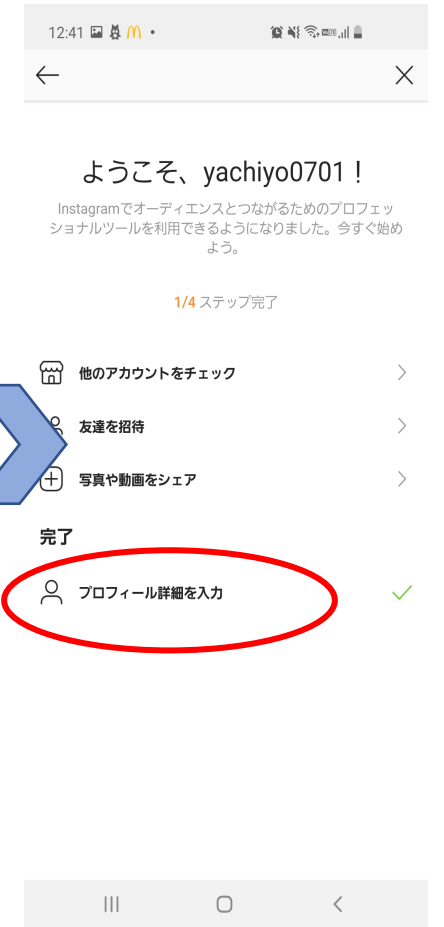 12:41
ようこそ、yachiyo0701！
Instagramでオーディエンスとつながるためのプロフェッ
ショナルツールを利用できるようになりました。今すぐ始め
よう。
1/4 ステップ完了
他のアカウントをチェック
友達を招待
写真や動画をシェア
完了
プロフィール詳細を入力